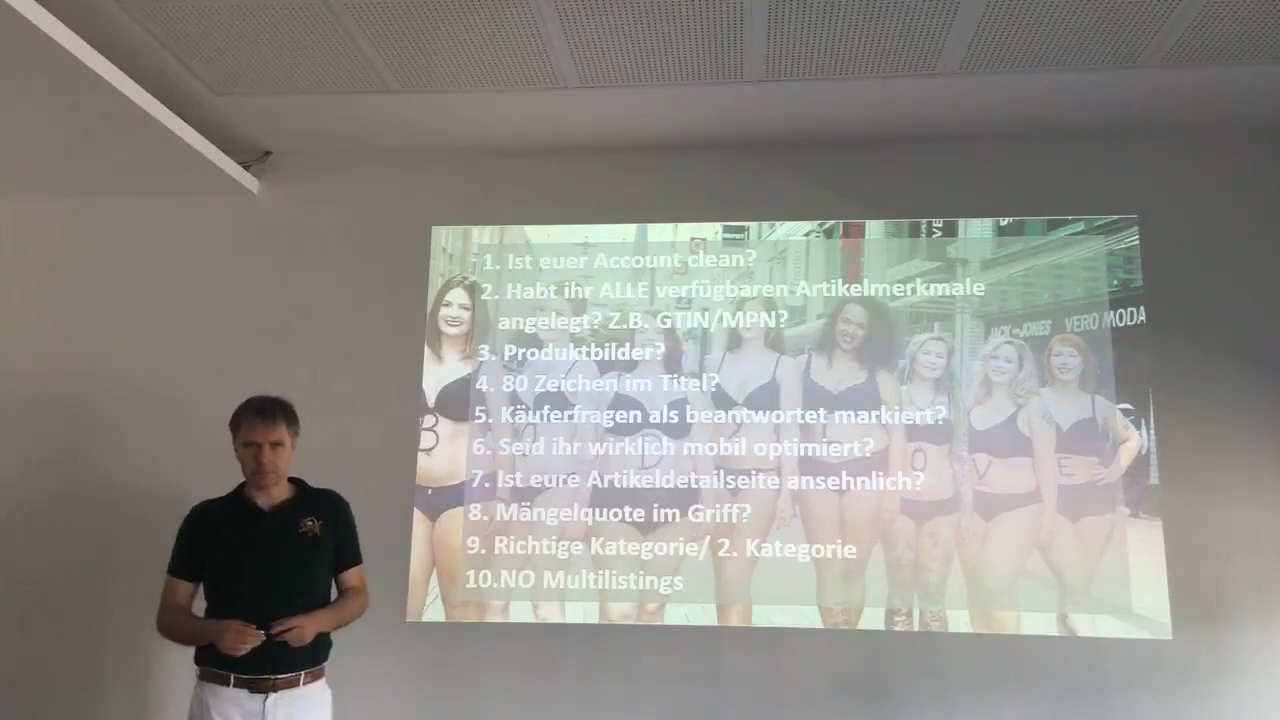 1. Ist euer Account clean?
2. Habt ihr ALLE verfügbaren Artikelmerkmale
angelegt? Z.B. GTIN/MPN?
3. Produktbilder?
4. 80 Zeichen im Titel?
5. Käuferfragen als beantwortet markiert?
6. Seid ihr wirklich mobil optimiert?
7. Ist eure Artikeldetailseite ansehnlich?
8. Mängelquote im Griff?
9. Richtige Kategorie/ 2. Kategorie
10.NO Multilistings
JACK JONES VERO MODA
B D O V E